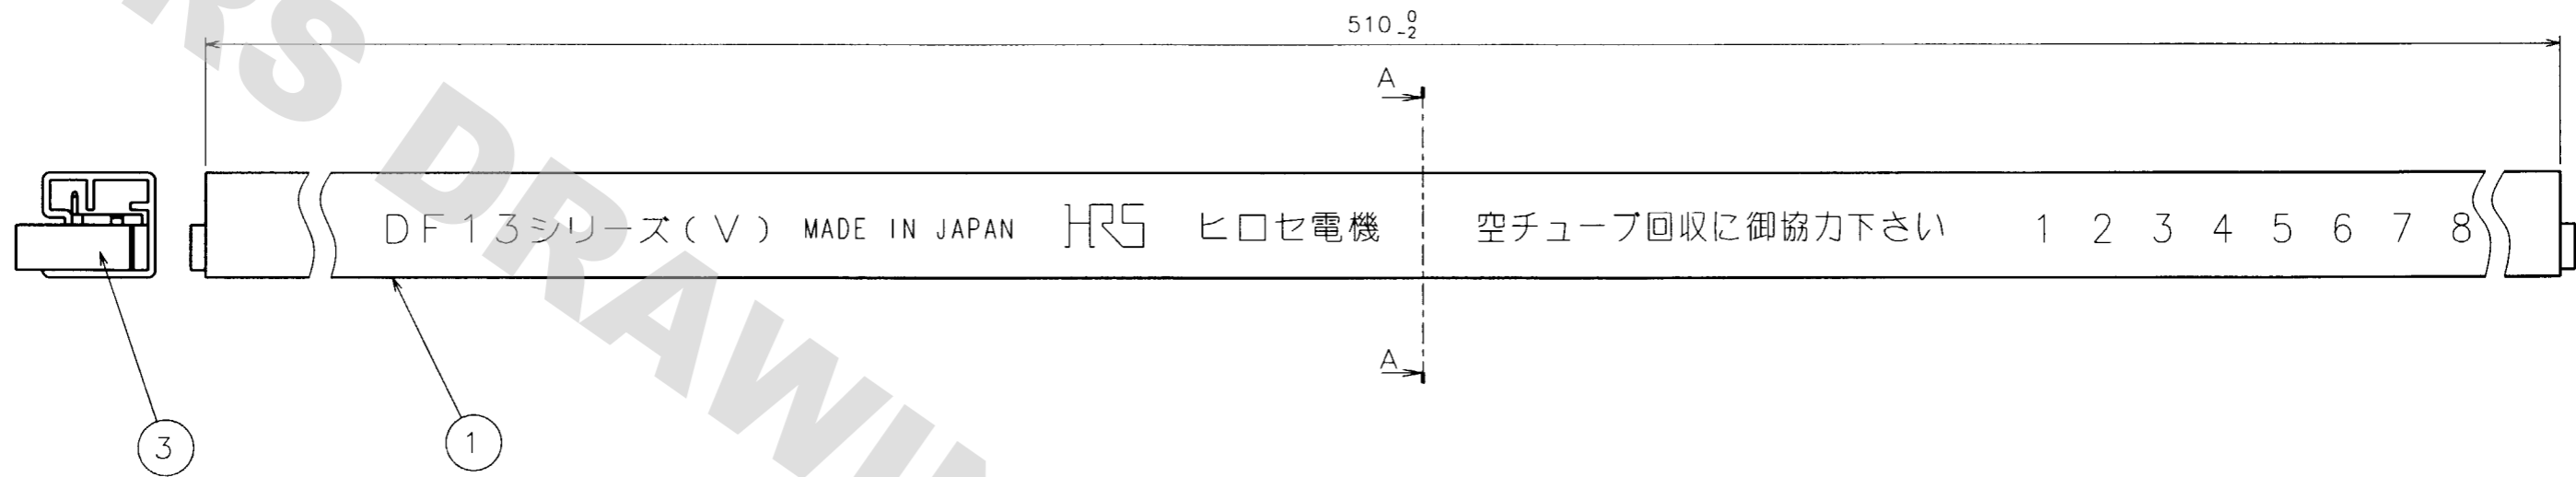 510 0 -2
A
DF13シリーズ(V) MADE IN JAPAN HRS ヒロセ電機 空チューブ回収に御協力下さい 1 2 3 4 5 6 7 8
A
3
1
RS DRAWIN